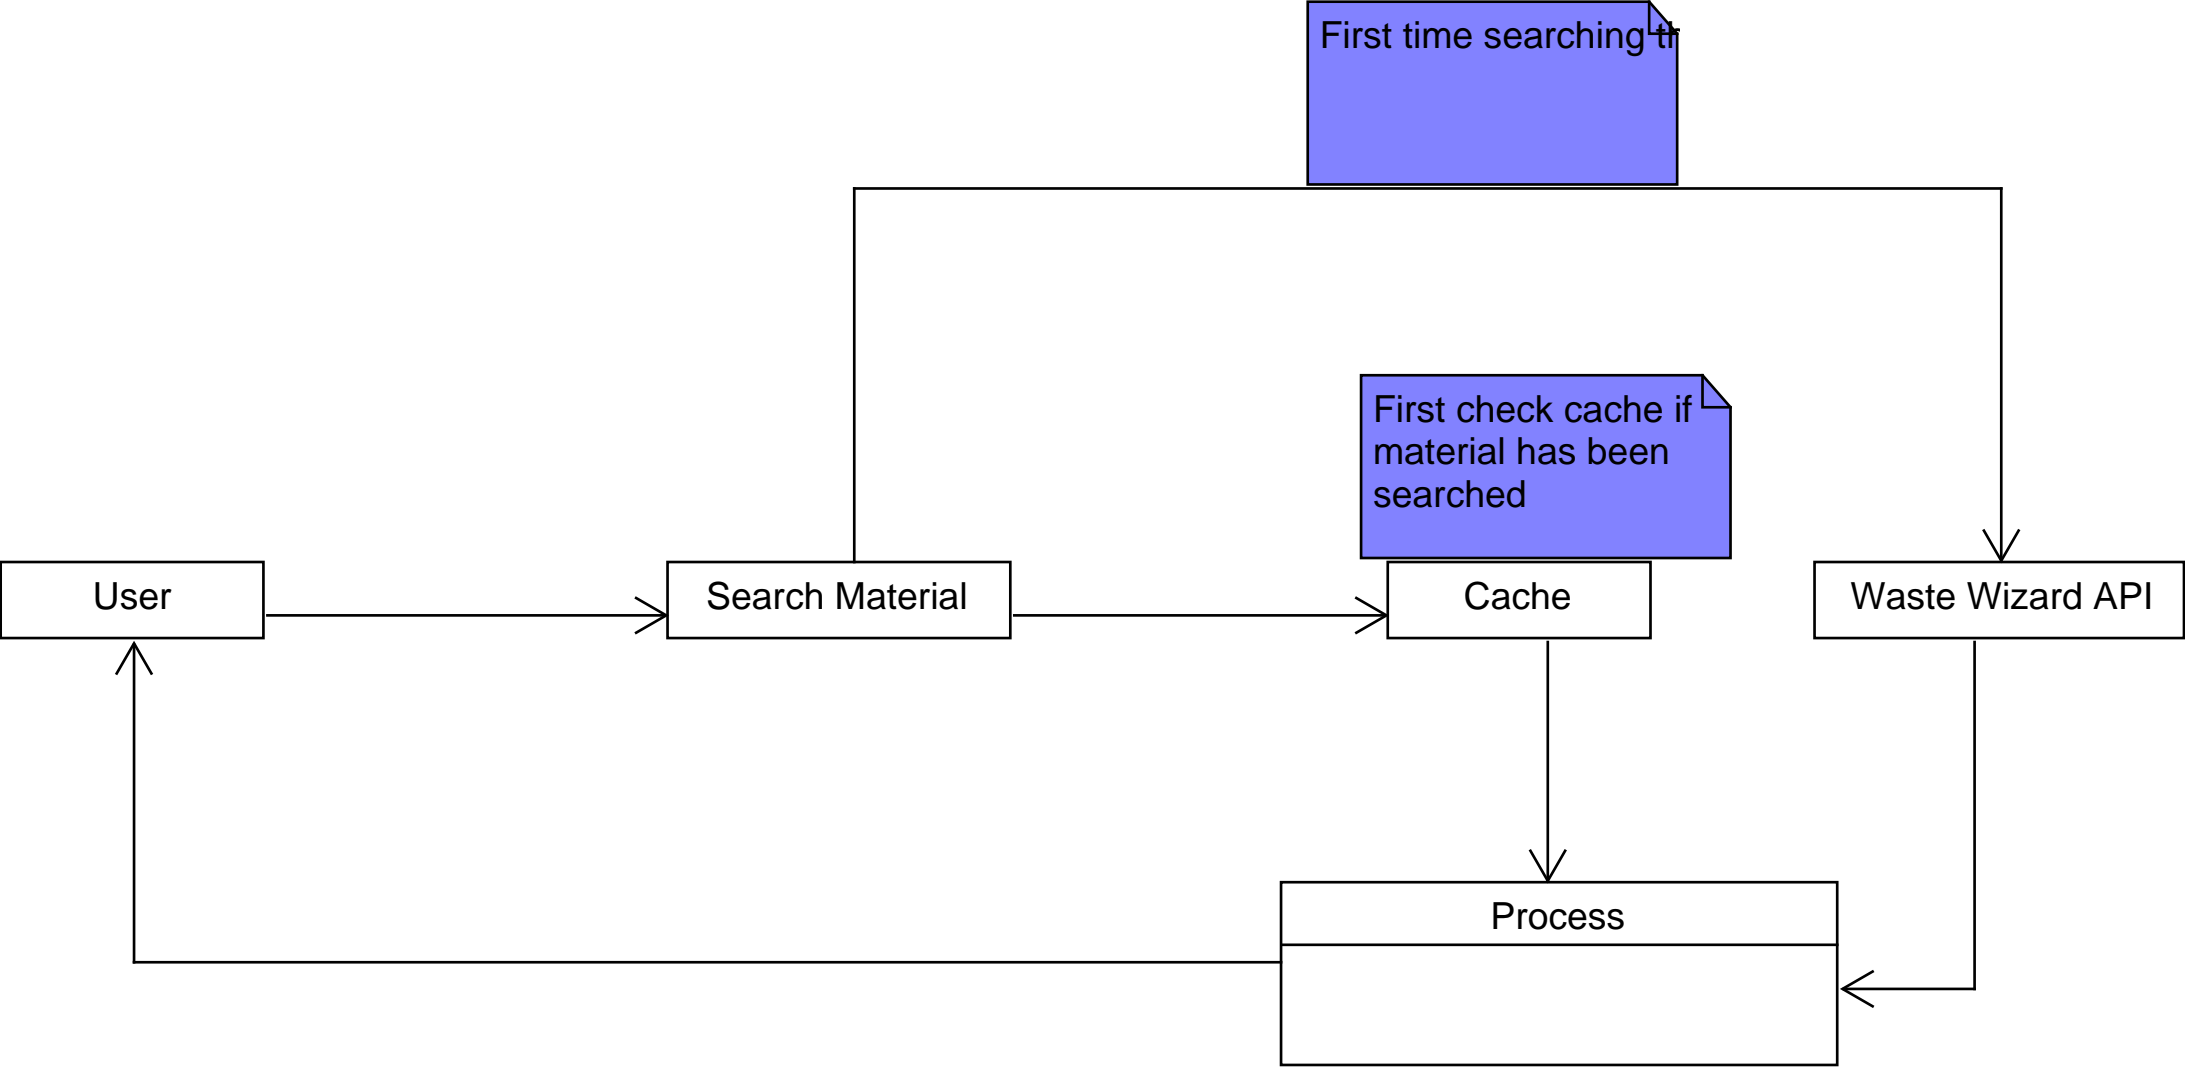 First time searching
First check cache if
material has been
searched
User
Search Material
Cache
Waste Wizard API
Process